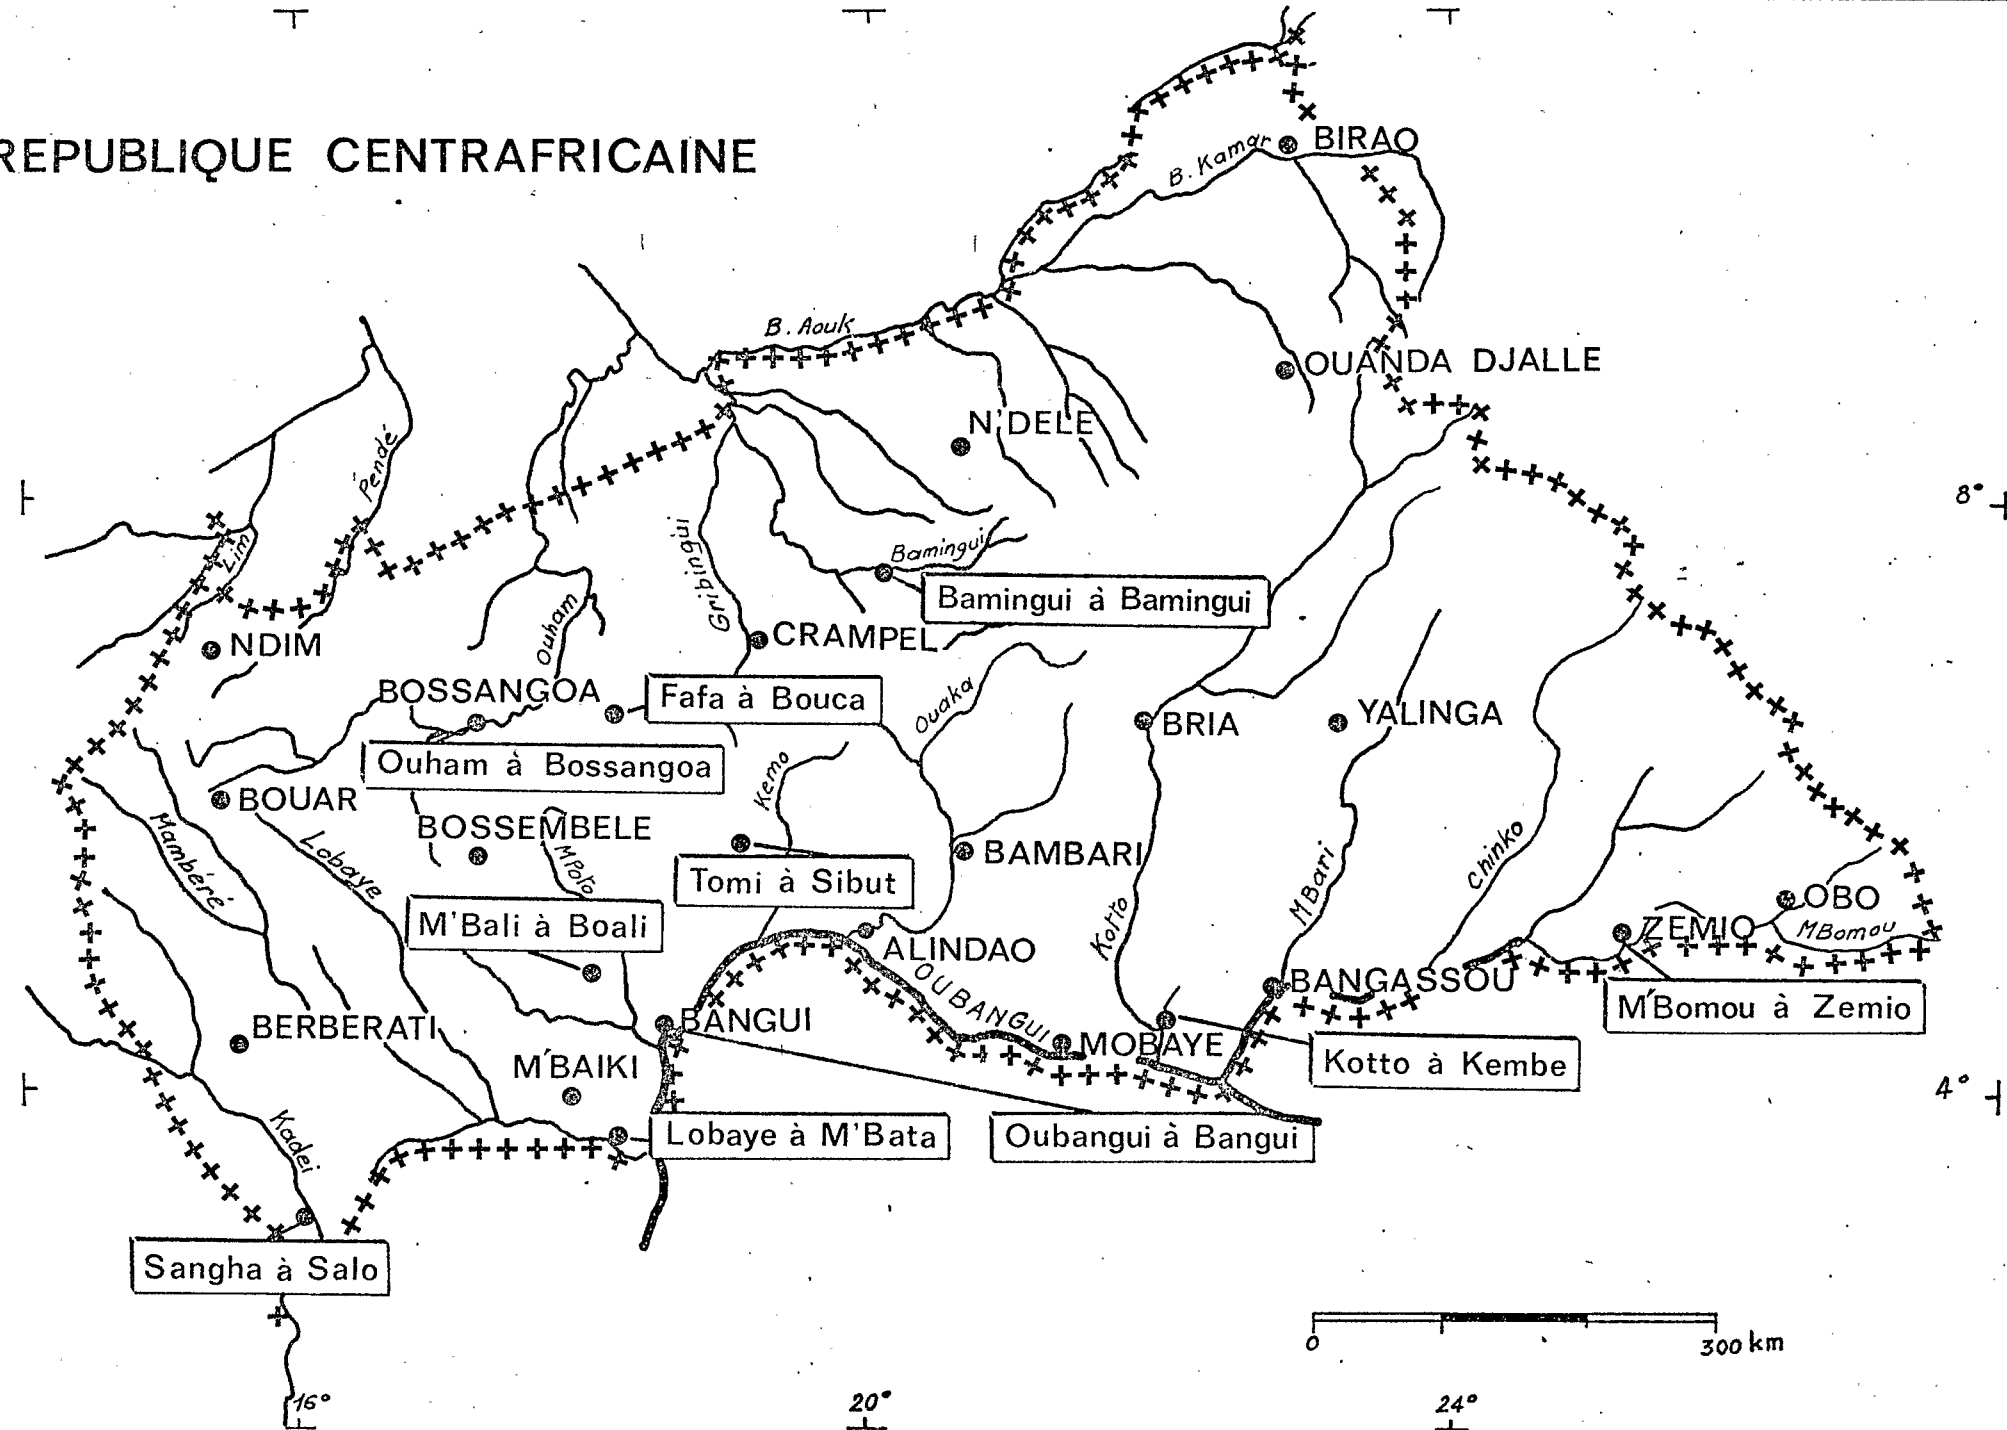 REPUBLIQUE CENTRAFRICAINE
BIRAO
B. Kamar
B. Aouk
OUANDA DJALLE
N'DELE
Pendé
8°
Lim
Gribingui
Bamingui
Bamingui à Bamingui
Ouham
NDIM
CRAMPEL
BOSSANGOA
Fafa à Bouca
Ouaka
BRIA
YALINGA
Ouham à Bossangoa
Kemo
BOUAR
BOSSEMBELE
Mambéré
Lobaye
MPoko
Tomi à Sibut
BAMBARI
MBari
Chinko
Kotto
M'Bali à Boali
OBO
ZEMIO
MBomou
ALINDAO
OUBANGUI
BANGASSOU
M'Bomou à Zemio
BERBERATI
BANGUI
MOBAYE
Kotto à Kembe
M'BAIKI
4°
Kadei
Lobaye à M'Bata
Oubangui à Bangui
Sangha à Salo
0
300 km
16°
20°
24°